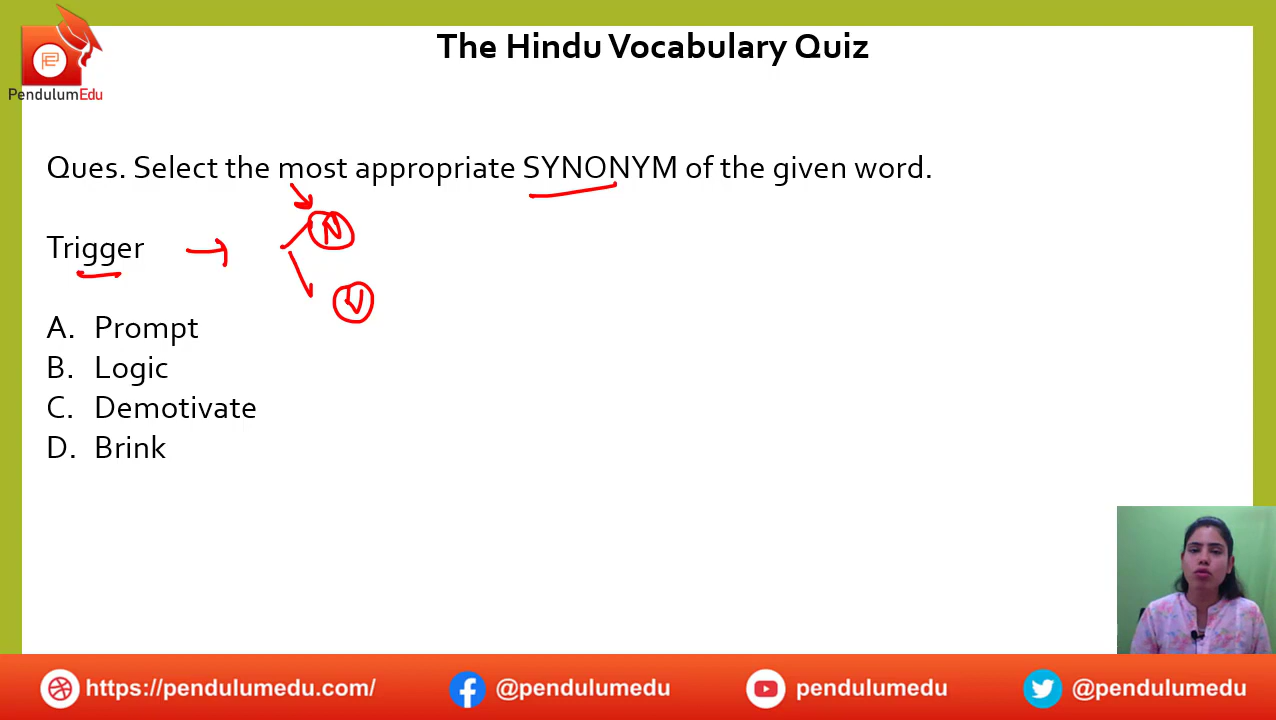 The Hindu Vocabulary Quiz
PendulumEdu
Ques. Select the most appropriate SYNONYM of the given word.
N
Trigger
V
A. Prompt
B. Logic
C. Demotivate
D. Brink
https://pendulumedu.com/ @pendulumedu pendulumedu @pendulumedu